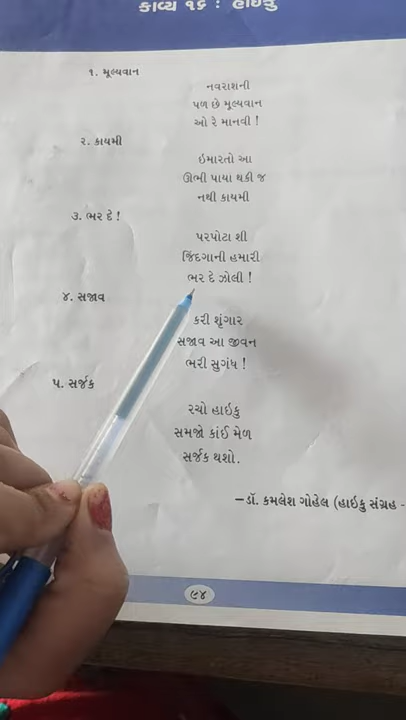 કાવ્ય ૧૬ : હાઇકુ
૧. મૂલ્યવાન
નવરાશની
પળ છે મૂલ્યવાન
ઓ રે માનવી !
૨. કાયમી
ઇમારતો આ
ઊભી પાયા થકી જ
નથી કાયમી
૩. ભર દે !
પરપોટા શી
જિંદગાની હમારી
ભર દે ઝોલી !
૪. સજાવ
કરી શૃંગાર
સજાવ આ જીવન
ભરી સુગંધ !
૫. સર્જક
રચો હાઇકુ
સમજો કાંઈ મેળ
સર્જક થશો.
–ડૉ. કમલેશ ગોહેલ (હાઇકુ સંગ્રહ -
૯૪